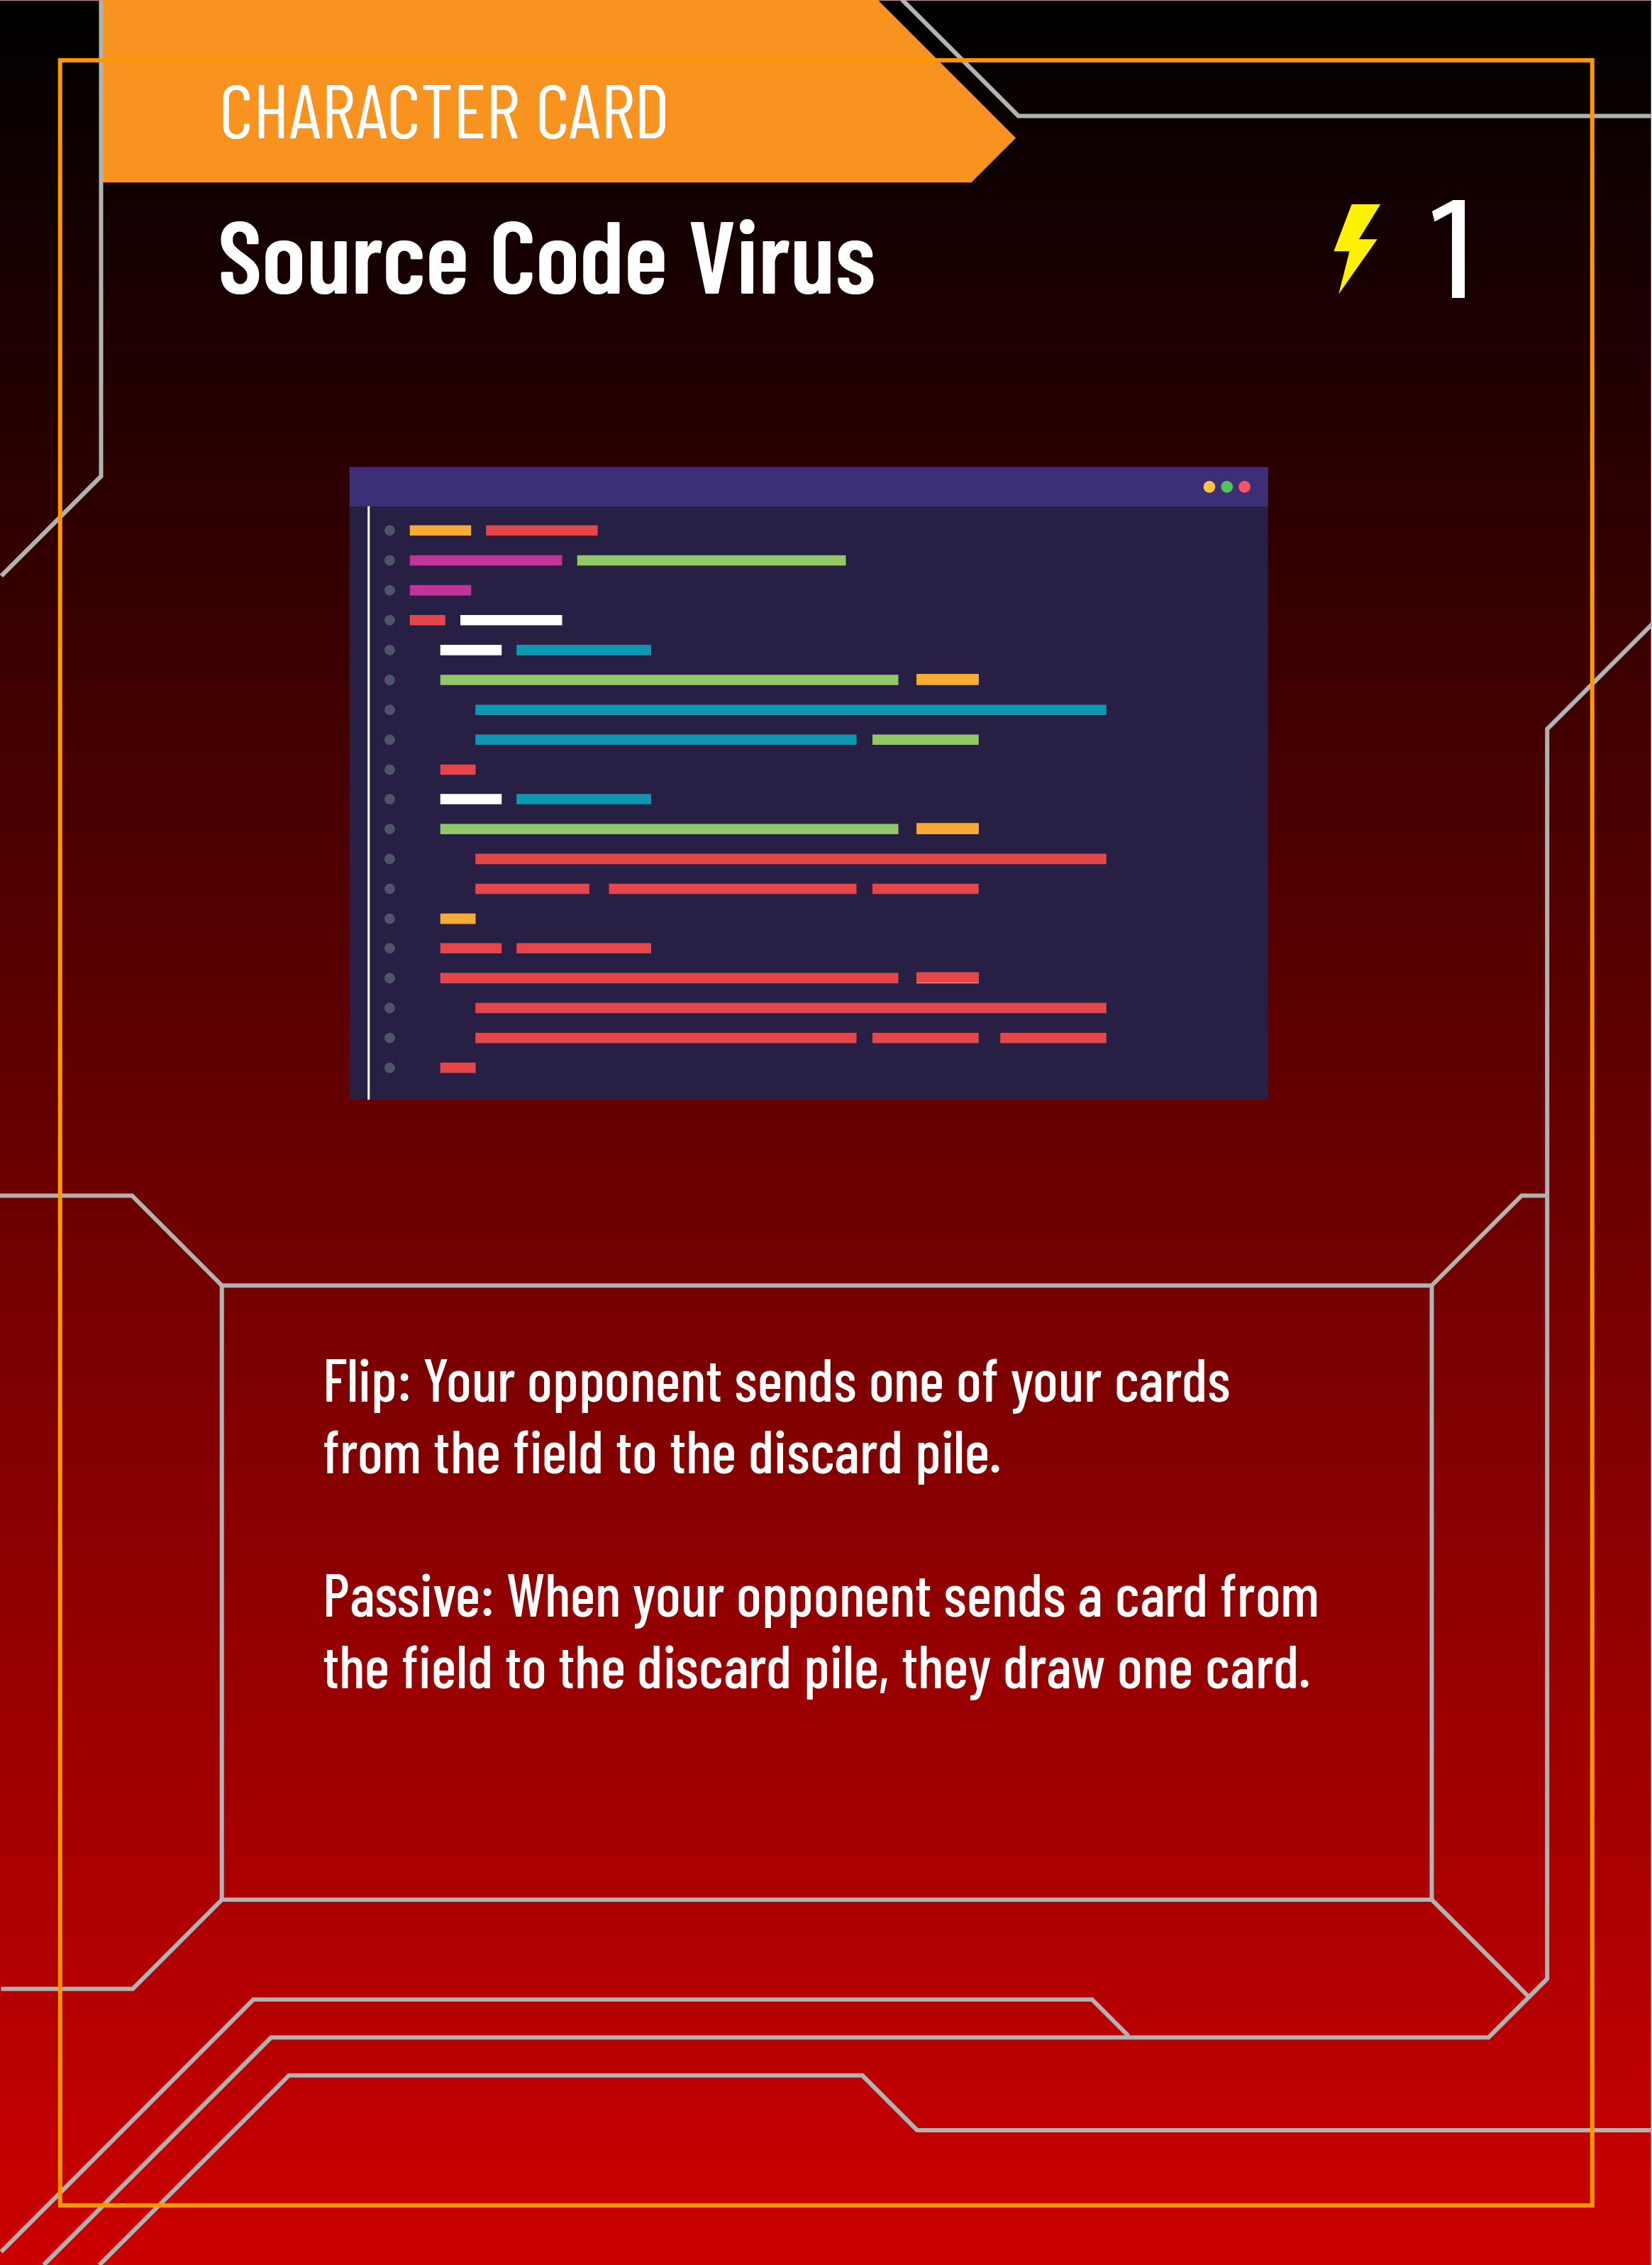 CHARACTER CARD
Source Code Virus
1
Flip: Your opponent sends one of your cards
from the field to the discard pile.
Passive: When your opponent sends a card from
the field to the discard pile, they draw one card.